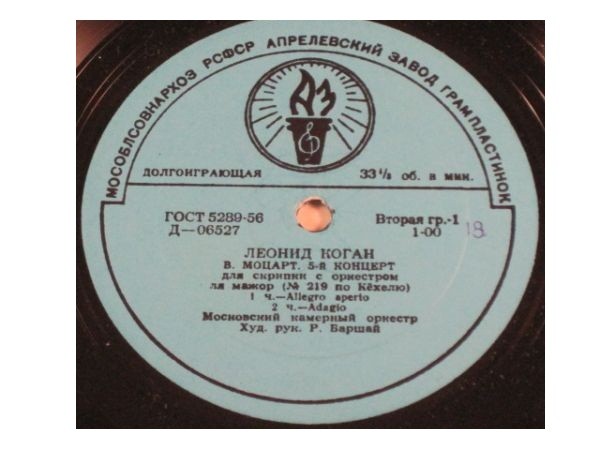 МОСОБЛСОВНАРХОЗ РСФСР АПРЕЛЕВСКИЙ ЗАВОД ГРАМПЛАСТИНОК
АЗ
ДОЛГОИГРАЮЩАЯ 33⅓ об. в мин.
ГОСТ 5289-56 Вторая гр.-1
Д—06527 1-00 18
ЛЕОНИД КОГАН
В. МОЦАРТ. 5-й КОНЦЕРТ
для скрипки с оркестром
ля мажор (№ 219 по Кёхелю)
1 ч.—Allegro aperto
2 ч.—Adagio
Московский камерный оркестр
Худ. рук. Р. Баршай